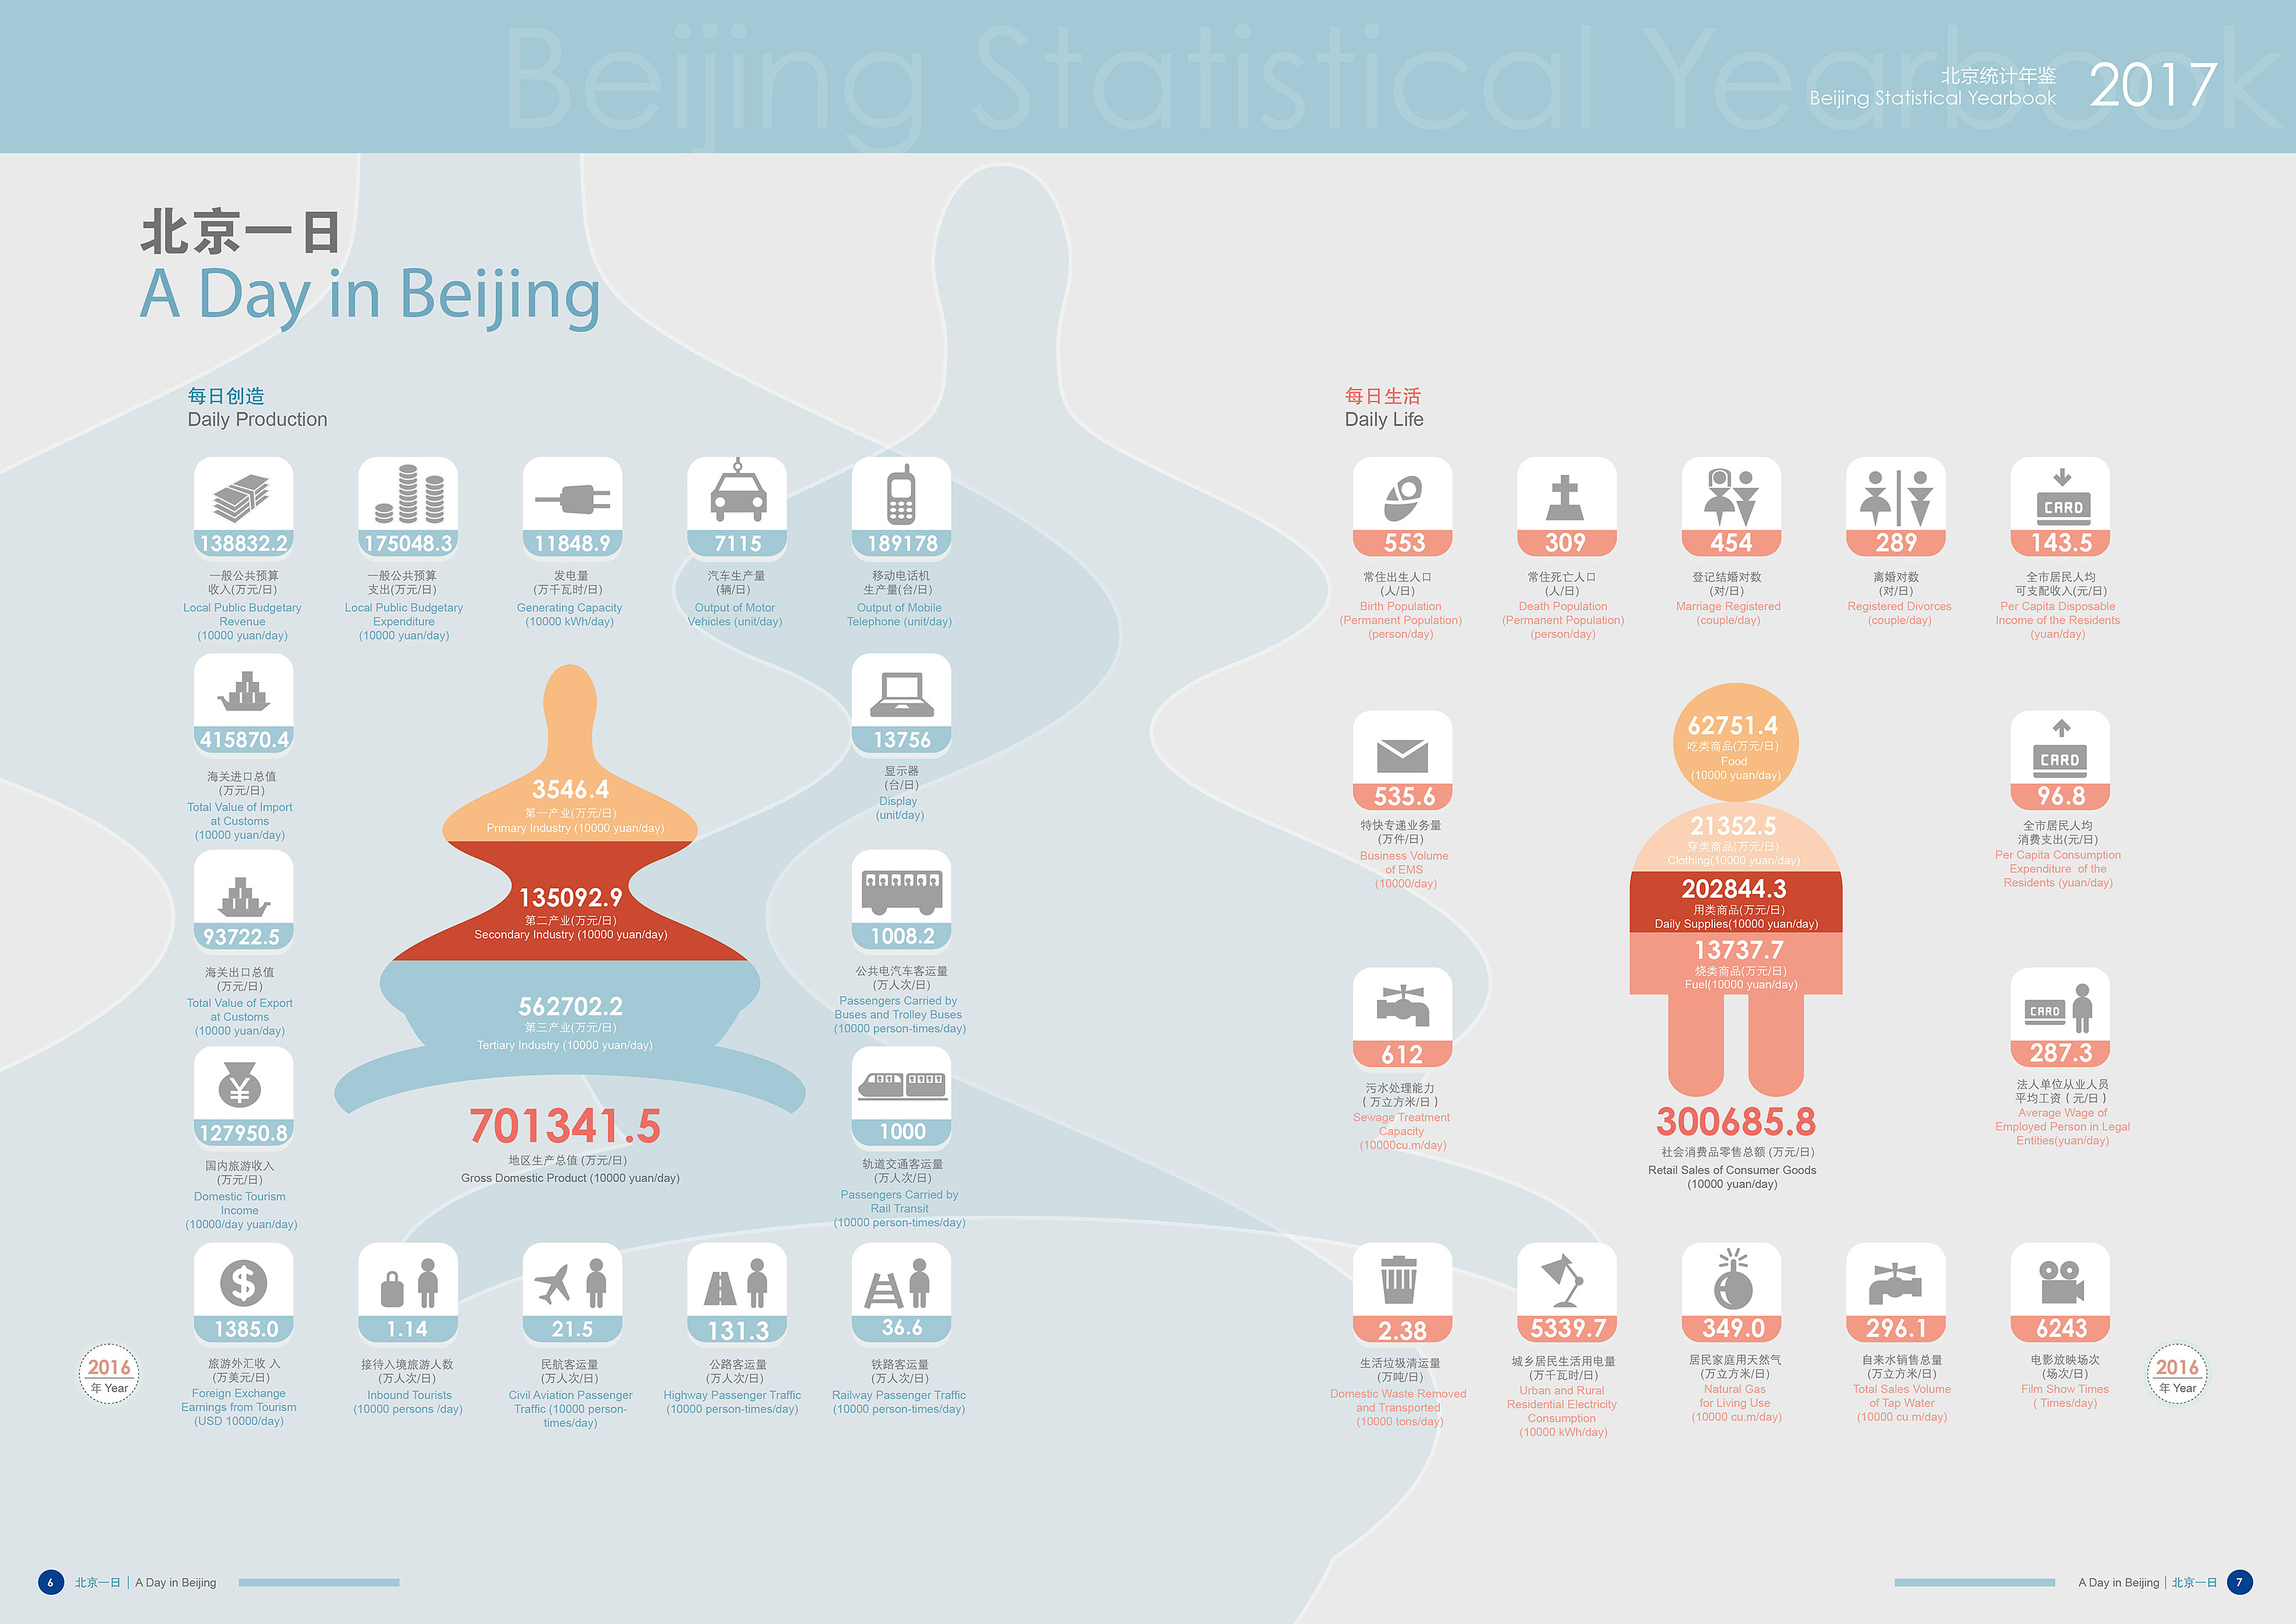 Beijing Statistical Yearbook
北京统计年鉴
Beijing Statistical Yearbook
2017
北京一日
A Day in Beijing
每日创造
Daily Production
138832.2
一般公共预算
收入(万元/日)
Local Public Budgetary
Revenue
(10000 yuan/day)
175048.3
一般公共预算
支出(万元/日)
Local Public Budgetary
Expenditure
(10000 yuan/day)
11848.9
发电量
(万千瓦时/日)
Generating Capacity
(10000 kWh/day)
7115
汽车生产量
(辆/日)
Output of Motor
Vehicles (unit/day)
189178
移动电话机
生产量(台/日)
Output of Mobile
Telephone (unit/day)
415870.4
海关进口总值
(万元/日)
Total Value of Import
at Customs
(10000 yuan/day)
13756
显示器
(台/日)
Display
(unit/day)
93722.5
海关出口总值
(万元/日)
Total Value of Export
at Customs
(10000 yuan/day)
1008.2
公共电汽车客运量
(万人次/日)
Passengers Carried by
Buses and Trolley Buses
(10000 person-times/day)
¥
127950.8
国内旅游收入
(万元/日)
Domestic Tourism
Income
(10000/day yuan/day)
1000
轨道交通客运量
(万人次/日)
Passengers Carried by
Rail Transit
(10000 person-times/day)
3546.4
第一产业(万元/日)
Primary Industry (10000 yuan/day)
135092.9
第二产业(万元/日)
Secondary Industry (10000 yuan/day)
562702.2
第三产业(万元/日)
Tertiary Industry (10000 yuan/day)
701341.5
地区生产总值 (万元/日)
Gross Domestic Product (10000 yuan/day)
$
1385.0
旅游外汇收 入
(万美元/日)
Foreign Exchange
Earnings from Tourism
(USD 10000/day)
1.14
接待入境旅游人数
(万人次/日)
Inbound Tourists
(10000 persons /day)
21.5
民航客运量
(万人次/日)
Civil Aviation Passenger
Traffic (10000 person-
times/day)
131.3
公路客运量
(万人次/日)
Highway Passenger Traffic
(10000 person-times/day)
36.6
铁路客运量
(万人次/日)
Railway Passenger Traffic
(10000 person-times/day)
2016
年 Year
每日生活
Daily Life
553
常住出生人口
(人/日)
Birth Population
(Permanent Population)
(person/day)
309
常住死亡人口
(人/日)
Death Population
(Permanent Population)
(person/day)
454
登记结婚对数
(对/日)
Marriage Registered
(couple/day)
289
离婚对数
(对/日)
Registered Divorces
(couple/day)
CARD
143.5
全市居民人均
可支配收入(元/日)
Per Capita Disposable
Income of the Residents
(yuan/day)
535.6
特快专递业务量
(万件/日)
Business Volume
of EMS
(10000/day)
CARD
96.8
全市居民人均
消费支出(元/日)
Per Capita Consumption
Expenditure of the
Residents (yuan/day)
612
污水处理能力
( 万立方米/日 )
Sewage Treatment
Capacity
(10000cu.m/day)
CARD
287.3
法人单位从业人员
平均工资 ( 元/日 )
Average Wage of
Employed Person in Legal
Entities(yuan/day)
62751.4
吃类商品(万元/日)
Food
(10000 yuan/day)
21352.5
穿类商品(万元/日)
Clothing(10000 yuan/day)
202844.3
用类商品(万元/日)
Daily Supplies(10000 yuan/day)
13737.7
烧类商品(万元/日)
Fuel(10000 yuan/day)
300685.8
社会消费品零售总额 (万元/日)
Retail Sales of Consumer Goods
(10000 yuan/day)
2.38
生活垃圾清运量
(万吨/日)
Domestic Waste Removed
and Transported
(10000 tons/day)
5339.7
城乡居民生活用电量
(万千瓦时/日)
Urban and Rural
Residential Electricity
Consumption
(10000 kWh/day)
349.0
居民家庭用天然气
(万立方米/日)
Natural Gas
for Living Use
(10000 cu.m/day)
296.1
自来水销售总量
(万立方米/日)
Total Sales Volume
of Tap Water
(10000 cu.m/day)
6243
电影放映场次
(场次/日)
Film Show Times
( Times/day)
2016
年 Year
6 北京一日 | A Day in Beijing
A Day in Beijing | 北京一日 7